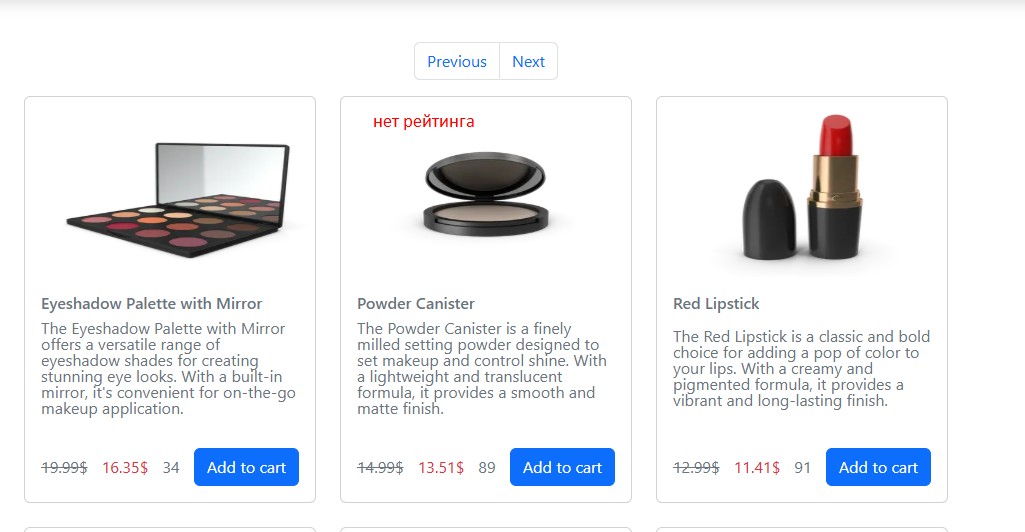 Previous Next
нет рейтинга
Eyeshadow Palette with Mirror
The Eyeshadow Palette with Mirror
offers a versatile range of
eyeshadow shades for creating
stunning eye looks. With a built-in
mirror, it's convenient for on-the-go
makeup application.
19.99$ 16.35$ 34 Add to cart
Powder Canister
The Powder Canister is a finely
milled setting powder designed to
set makeup and control shine. With
a lightweight and translucent
formula, it provides a smooth and
matte finish.
14.99$ 13.51$ 89 Add to cart
Red Lipstick
The Red Lipstick is a classic and bold
choice for adding a pop of color to
your lips. With a creamy and
pigmented formula, it provides a
vibrant and long-lasting finish.
12.99$ 11.41$ 91 Add to cart